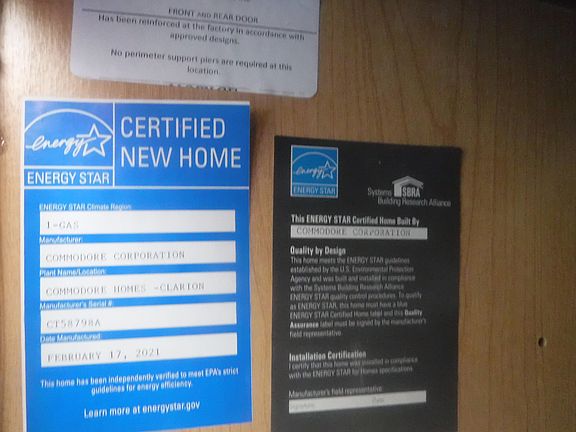 FRONT AND REAR DOOR
Has been reinforced at the factory in accordance with
approved designs.
No perimeter support piers are required at this
location.
energy
ENERGY STAR
CERTIFIED
NEW HOME
ENERGY STAR Climate Region:
1-GAS
Manufacturer:
COMMODORE CORPORATION
Plant Name/Location:
COMMODORE HOMES -CLARION
Manufacturer's Serial #:
CT58798A
Date Manufactured:
FEBRUARY 17, 2021
This home has been independently verified to meet EPA's strict
guidelines for energy efficiency.
Learn more at energystar.gov
energy
ENERGY STAR
Systems
SBRA
Building Research Alliance
This ENERGY STAR Certified Home Built By
COMMODORE CORPORATION
Quality by Design
This home meets the ENERGY STAR guidelines
established by the U.S. Environmental Protection
Agency and was built and installed in compliance
with the Systems Building Research Alliance
ENERGY STAR quality control procedures. To qualify
as ENERGY STAR, this home must have a blue
ENERGY STAR Certified Home label and this Quality
Assurance label must be signed by the manufacturer's
field representative.
Installation Certification
I certify that this home was installed in compliance
with the ENERGY STAR for Homes specifications
Manufacturer's field representative:
Date